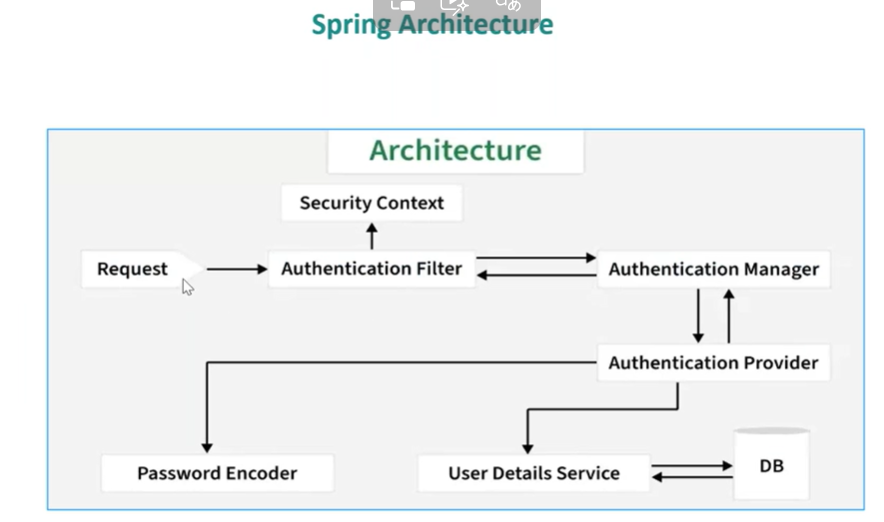 Spring Architecture
Architecture
Security Context
Request
Authentication Filter
Authentication Manager
Authentication Provider
Password Encoder
User Details Service
DB